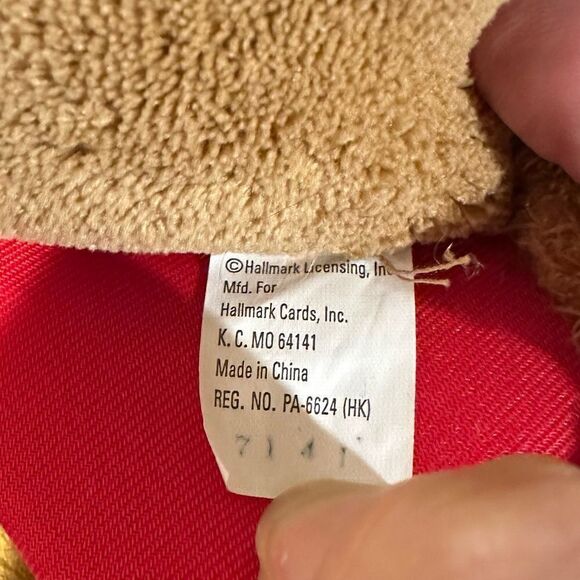 ©Hallmark Licensing, Inc
Mfd. For
Hallmark Cards, Inc.
K. C. MO 64141
Made in China
REG. NO. PA-6624 (HK)
7141